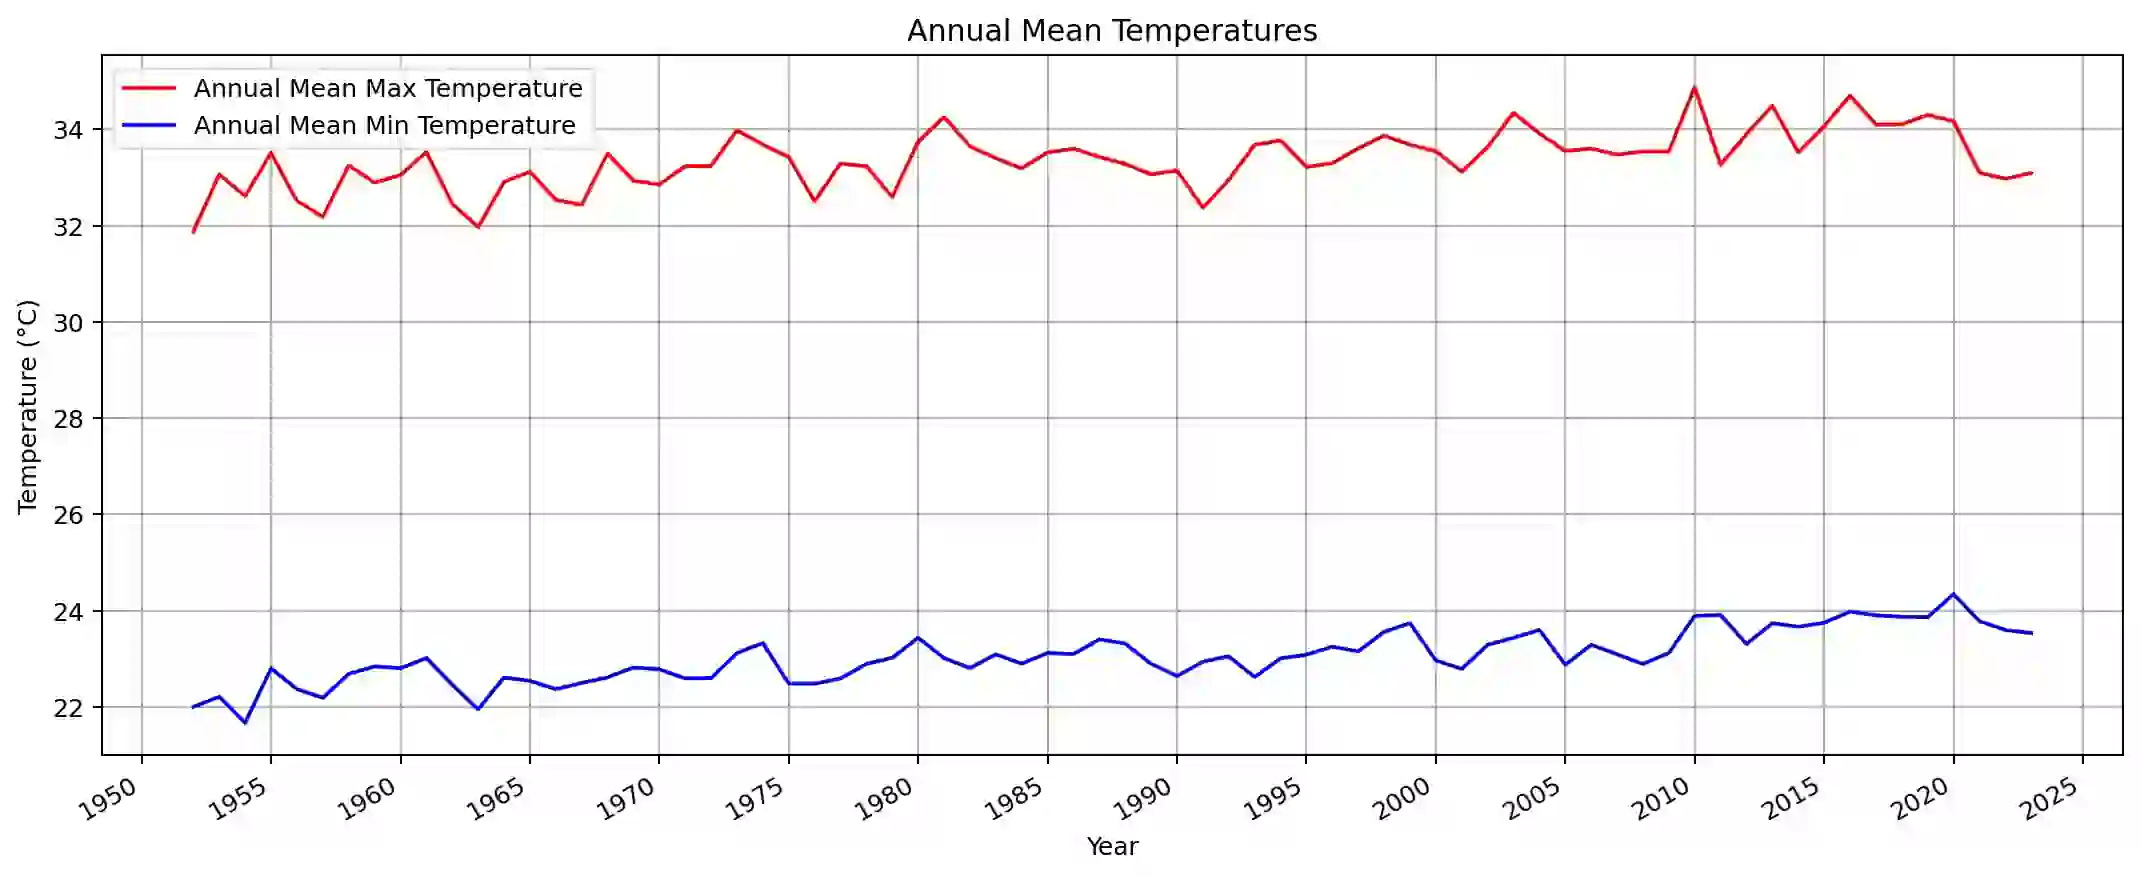 Annual Mean Temperatures
Annual Mean Max Temperature
Annual Mean Min Temperature
Temperature (°C)
34
32
30
28
26
24
22
1950 1955 1960 1965 1970 1975 1980 1985 1990 1995 2000 2005 2010 2015 2020 2025
Year